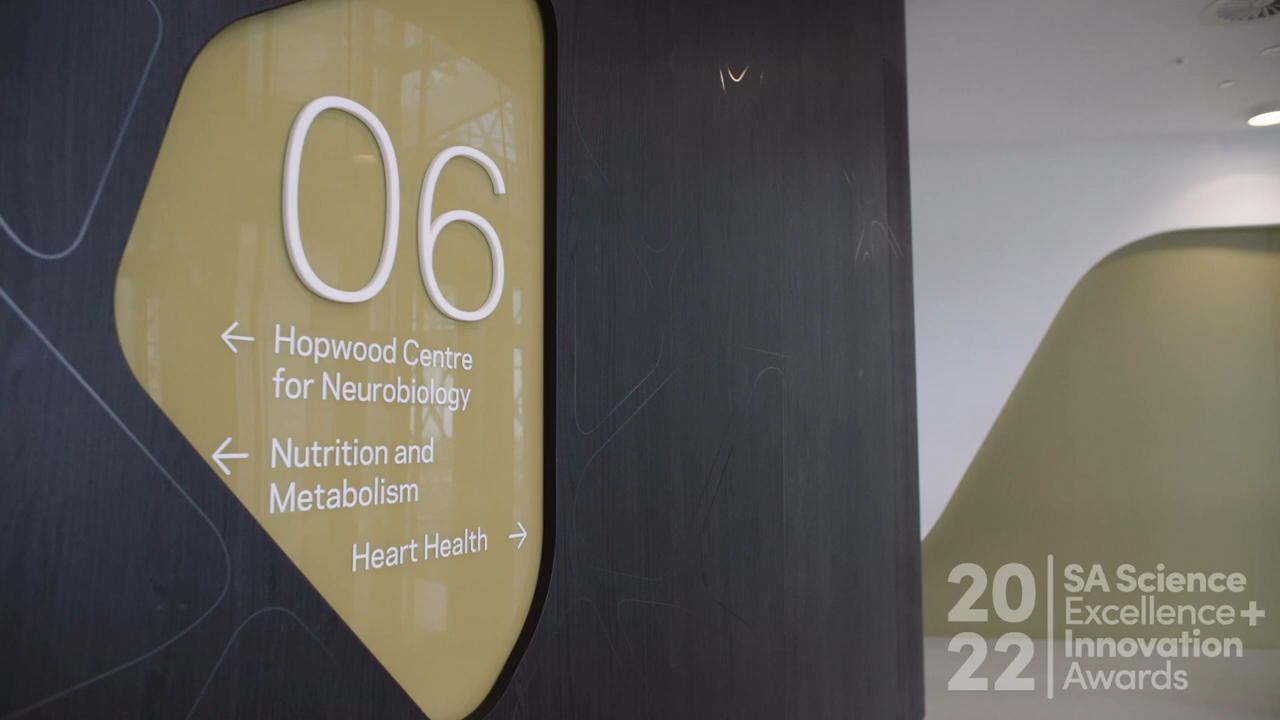 06
← Hopwood Centre
for Neurobiology
← Nutrition and
Metabolism
Heart Health →
20
22
SA Science
Excellence+
Innovation
Awards